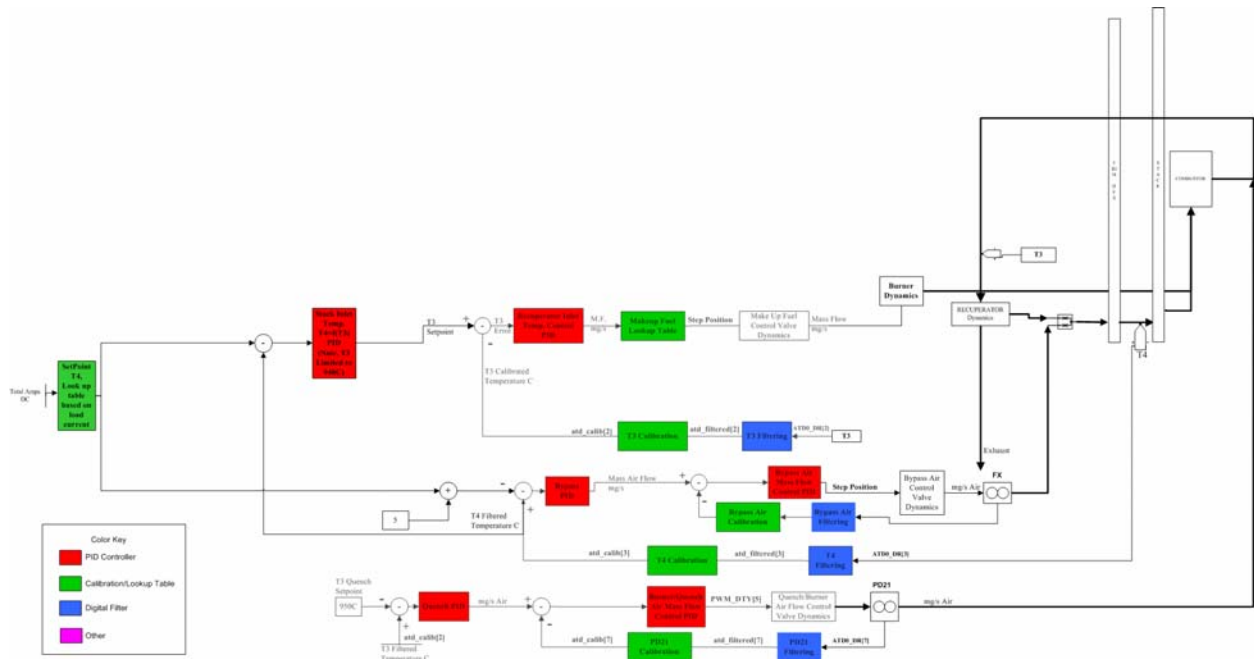 Total Amps
DC
SetPoint
T4,
Look up
table
based on
load
current
-
Stack Inlet
Temp.
PID
T3
Setpoint
+
-
-
T3
Error
Recuperator Inlet
Temp. Control
PID
M.F.
mg/s
Makeup Fuel
Lookup Table
Step Position
Make Up Fuel
Control Valve
Dynamics
Mass Flow
mg/s
Burner
Dynamics
RECUPERATOR
Dynamics
T3
STACK
COMBUSTOR
T4
T3 Calibrated
Temperature C
atd_calib[2]
T3 Calibration
atd_filtered[2]
T3 Filtering
ATD0_DR[2]
T3
Exhaust
5
+
-
-
+
T4 Filtered
Temperature C
Bypass
PID
Mass Air Flow
mg/s
+
-
-
Bypass Air
Mass Flow
Control PID
Step Position
Bypass Air
Control
Valve
Dynamics
mg/s Air
FX
Bypass Air
Calibration
Bypass Air
Filtering
atd_calib[3]
T4 Calibration
atd_filtered[3]
T4
Filtering
ATD0_DR[3]
T3 Quench
Setpoint
950C
-
-
+
atd_calib[2]
T3 Filtered
Temperature C
Quench PID
mg/s Air
+
-
-
Burner/Quench
Air Mass Flow
Control PID
PWM_DTY[5]
Quench/Burner
Air Flow Control
Valve Dynamics
PD21
mg/s Air
atd_calib[7]
PD21
Calibration
atd_filtered[7]
PD21
Filtering
ATD0_DR[7]
Color Key
PID Controller
Calibration/Lookup Table
Digital Filter
Other